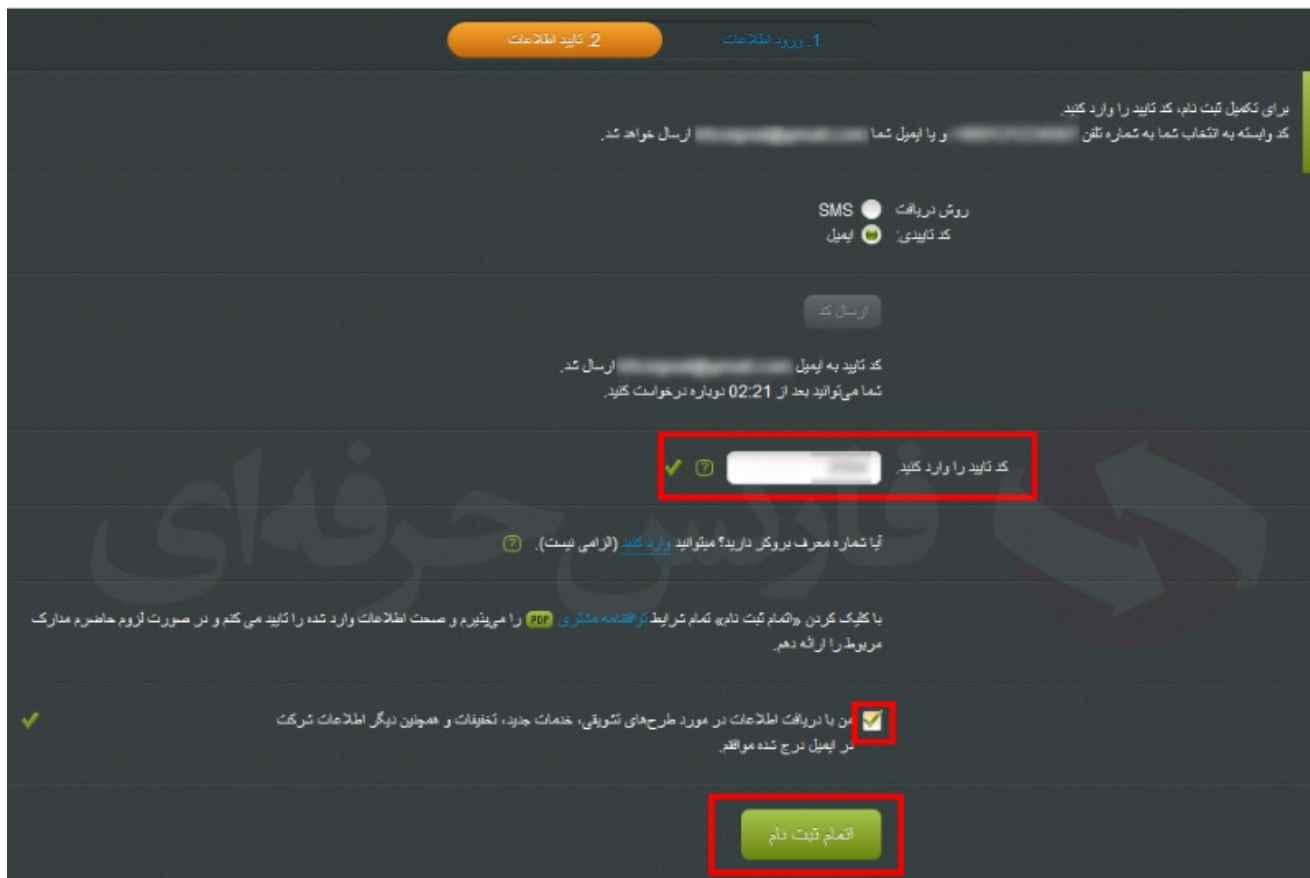 1. ورود اطلاعات
2. تایید اطلاعات
برای تکمیل ثبت نام، کد تایید را وارد کنید.
کد وابسته به انتخاب شما به شماره تلفن و یا ایمیل شما ارسال خواهد شد.
روش دریافت SMS
کد تاییدی: ایمیل
ارسال کد
کد تایید به ایمیل ارسال شد.
شما می‌توانید بعد از 02:21 دوباره درخواست کنید.
کد تایید را وارد کنید.
فارکس حرفه‌ای
آیا شماره معرف بروکر دارید؟ میتوانید وارد کنید (الزامی نیست).
با کلیک کردن «اتمام ثبت نام» تمام شرایط توافقنامه مشتری PDF را می‌پذیرم و صحت اطلاعات وارد شده را تایید می کنم و در صورت لزوم حاضرم مدارک
مربوط را ارائه دهم.
من با دریافت اطلاعات در مورد طرح‌های تشویقی، خدمات جدید، تخفیفات و همچنین دیگر اطلاعات شرکت
در ایمیل درج شده موافقم.
اتمام ثبت نام